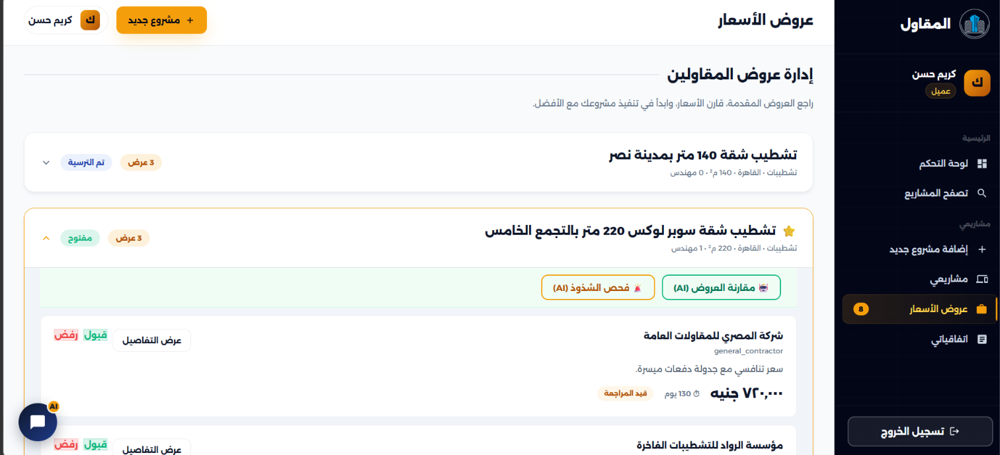 المقاول
ك
كريم حسن
عميل
الرئيسية
لوحة التحكم
تصفح المشاريع
مشاريعي
إضافة مشروع جديد
مشاريعي
عروض الأسعار 8
اتفاقياتي
تسجيل الخروج
عروض الأسعار
+ مشروع جديد
ك كريم حسن
إدارة عروض المقاولين
راجع العروض المقدمة، قارن الأسعار، وابدأ في تنفيذ مشروعك مع الأفضل.
تشطيب شقة 140 متر بمدينة نصر
تشطيبات • القاهرة • 140 م² • 0 مهندس
3 عرض تم الترسية
تشطيب شقة سوبر لوكس 220 متر بالتجمع الخامس
تشطيبات • القاهرة • 220 م² • 1 مهندس
3 عرض مفتوح
مقارنة العروض (AI) فحص الشذوذ (AI)
شركة المصري للمقاولات العامة
general_contractor
سعر تنافسي مع جدولة دفعات ميسرة.
٧٢٠,٠٠٠ جنيه 130 يوم قيد المراجعة
عرض التفاصيل قبول رفض
مؤسسة الرواد للتشطيبات الفاخرة
عرض التفاصيل قبول رفض
AI